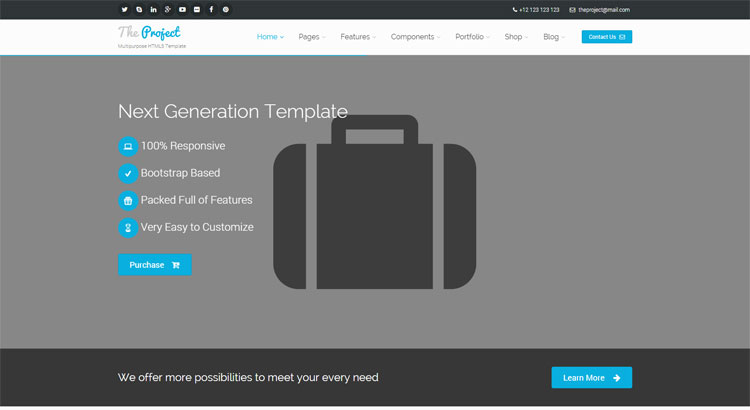 +12 123 123 123 theproject@mail.com
The Project
Multipurpose HTML5 Template
Home Pages Features Components Portfolio Shop Blog Contact Us
Next Generation Template
100% Responsive
Bootstrap Based
Packed Full of Features
Very Easy to Customize
Purchase
We offer more possibilities to meet your every need
Learn More